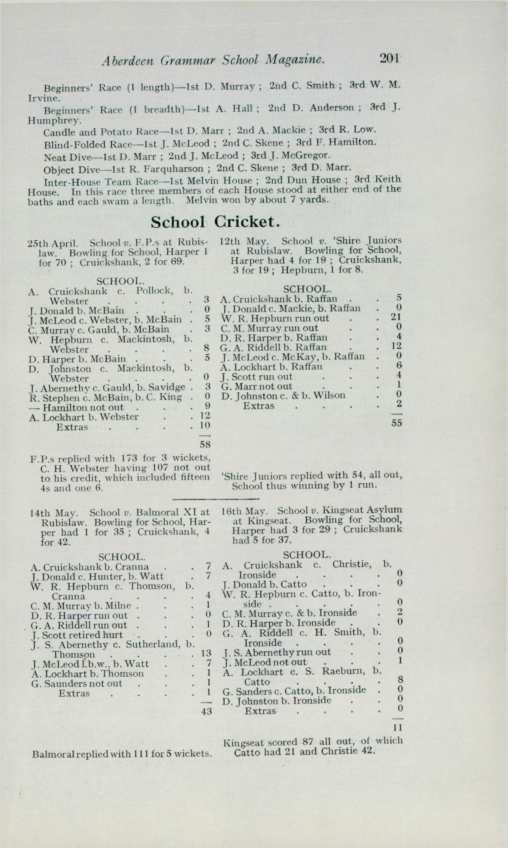 Aberdeen Grammar School Magazine. 201
Beginners' Race (1 length)—1st D. Murray ; 2nd C. Smith ; 3rd W. M.
Irvine.
Beginners' Race (1 breadth)—1st A. Hall ; 2nd D. Anderson ; 3rd J.
Humphrey.
Candle and Potato Race—1st D. Marr ; 2nd A. Mackie ; 3rd R. Low.
Blind-Folded Race—1st J. McLeod ; 2nd C. Skene ; 3rd F. Hamilton.
Neat Dive—1st D. Marr ; 2nd J. McLeod ; 3rd J. McGregor.
Object Dive—1st R. Farquharson ; 2nd C. Skene ; 3rd D. Marr.
Inter-House Team Race—1st Melvin House ; 2nd Dun House ; 3rd Keith
House. In this race three members of each House stood at either end of the
baths and each swam a length. Melvin won by about 7 yards.
School Cricket.
25th April. School v. F.P.s at Rubis-
law. Bowling for School, Harper 1
for 70 ; Cruickshank, 2 for 69.
SCHOOL.
A. Cruickshank c. Pollock, b.
Webster . . . . 3
J. Donald b. McBain . . . 0
J. McLeod c. Webster, b. McBain . 5
C. Murray c. Gauld, b. McBain . 3
W. Hepburn c. Mackintosh, b.
Webster . . . . 8
D. Harper b. McBain . . . 5
D. Johnston c. Mackintosh, b.
Webster . . . . 0
J. Abernethy c. Gauld, b. Savidge . 3
R. Stephen c. McBain, b. C. King . 0
— Hamilton not out . . . 9
A. Lockhart b. Webster . . 12
Extras . . . . 10
58
F.P.s replied with 173 for 3 wickets,
C. H. Webster having 107 not out
to his credit, which included fifteen
4s and one 6.
12th May. School v. 'Shire Juniors
at Rubislaw. Bowling for School,
Harper had 4 for 19 ; Cruickshank,
3 for 19 ; Hepburn, 1 for 8.
SCHOOL.
A. Cruickshank b. Raffan . . 5
J. Donald c. Mackie, b. Raffan . 0
W. R. Hepburn run out . . 21
C. M. Murray run out . . 0
D. R. Harper b. Raffan . . 4
G. A. Riddell b. Raffan . . 12
J. McLeod c. McKay, b. Raffan . 0
A. Lockhart b. Raffan . . 6
J. Scott run out . . . 4
G. Marr not out . . . 1
D. Johnston c. & b. Wilson . 0
Extras . . . . 2
55
'Shire Juniors replied with 54, all out,
School thus winning by 1 run.
14th May. School v. Balmoral XI at
Rubislaw. Bowling for School, Har-
per had 1 for 35 ; Cruickshank, 4
for 42.
SCHOOL.
A. Cruickshank b. Cranna . . 7
J. Donald c. Hunter, b. Watt . 7
W. R. Hepburn c. Thomson, b.
Cranna . . . . 4
C. M. Murray b. Milne . . . 1
D. R. Harper run out . . . 0
G. A. Riddell run out . . 1
J. Scott retired hurt . . . 0
J. S. Abernethy c. Sutherland, b.
Thomson . . . . 13
J. McLeod l.b.w., b. Watt . . 7
A. Lockhart b. Thomson . . 1
G. Saunders not out . . . 1
Extras . . . . 1
43
Balmoral replied with 111 for 5 wickets.
16th May. School v. Kingseat Asylum
at Kingseat. Bowling for School,
Harper had 3 for 29 ; Cruickshank
had 5 for 37.
SCHOOL.
A. Cruickshank c. Christie, b.
Ironside . . . . 0
J. Donald b. Catto . . . 0
W. R. Hepburn c. Catto, b. Iron-
side . . . . . 0
C. M. Murray c. & b. Ironside . 2
D. R. Harper b. Ironside . . 0
G. A. Riddell c. H. Smith, b.
Ironside . . . . 0
J. S. Abernethy run out . . 0
J. McLeod not out . . . 1
A. Lockhart c. S. Raeburn, b.
Catto . . . . 8
G. Sanders c. Catto, b. Ironside . 0
D. Johnston b. Ironside . . 0
Extras . . . . 0
11
Kingseat scored 87 all out, of which
Catto had 21 and Christie 42.